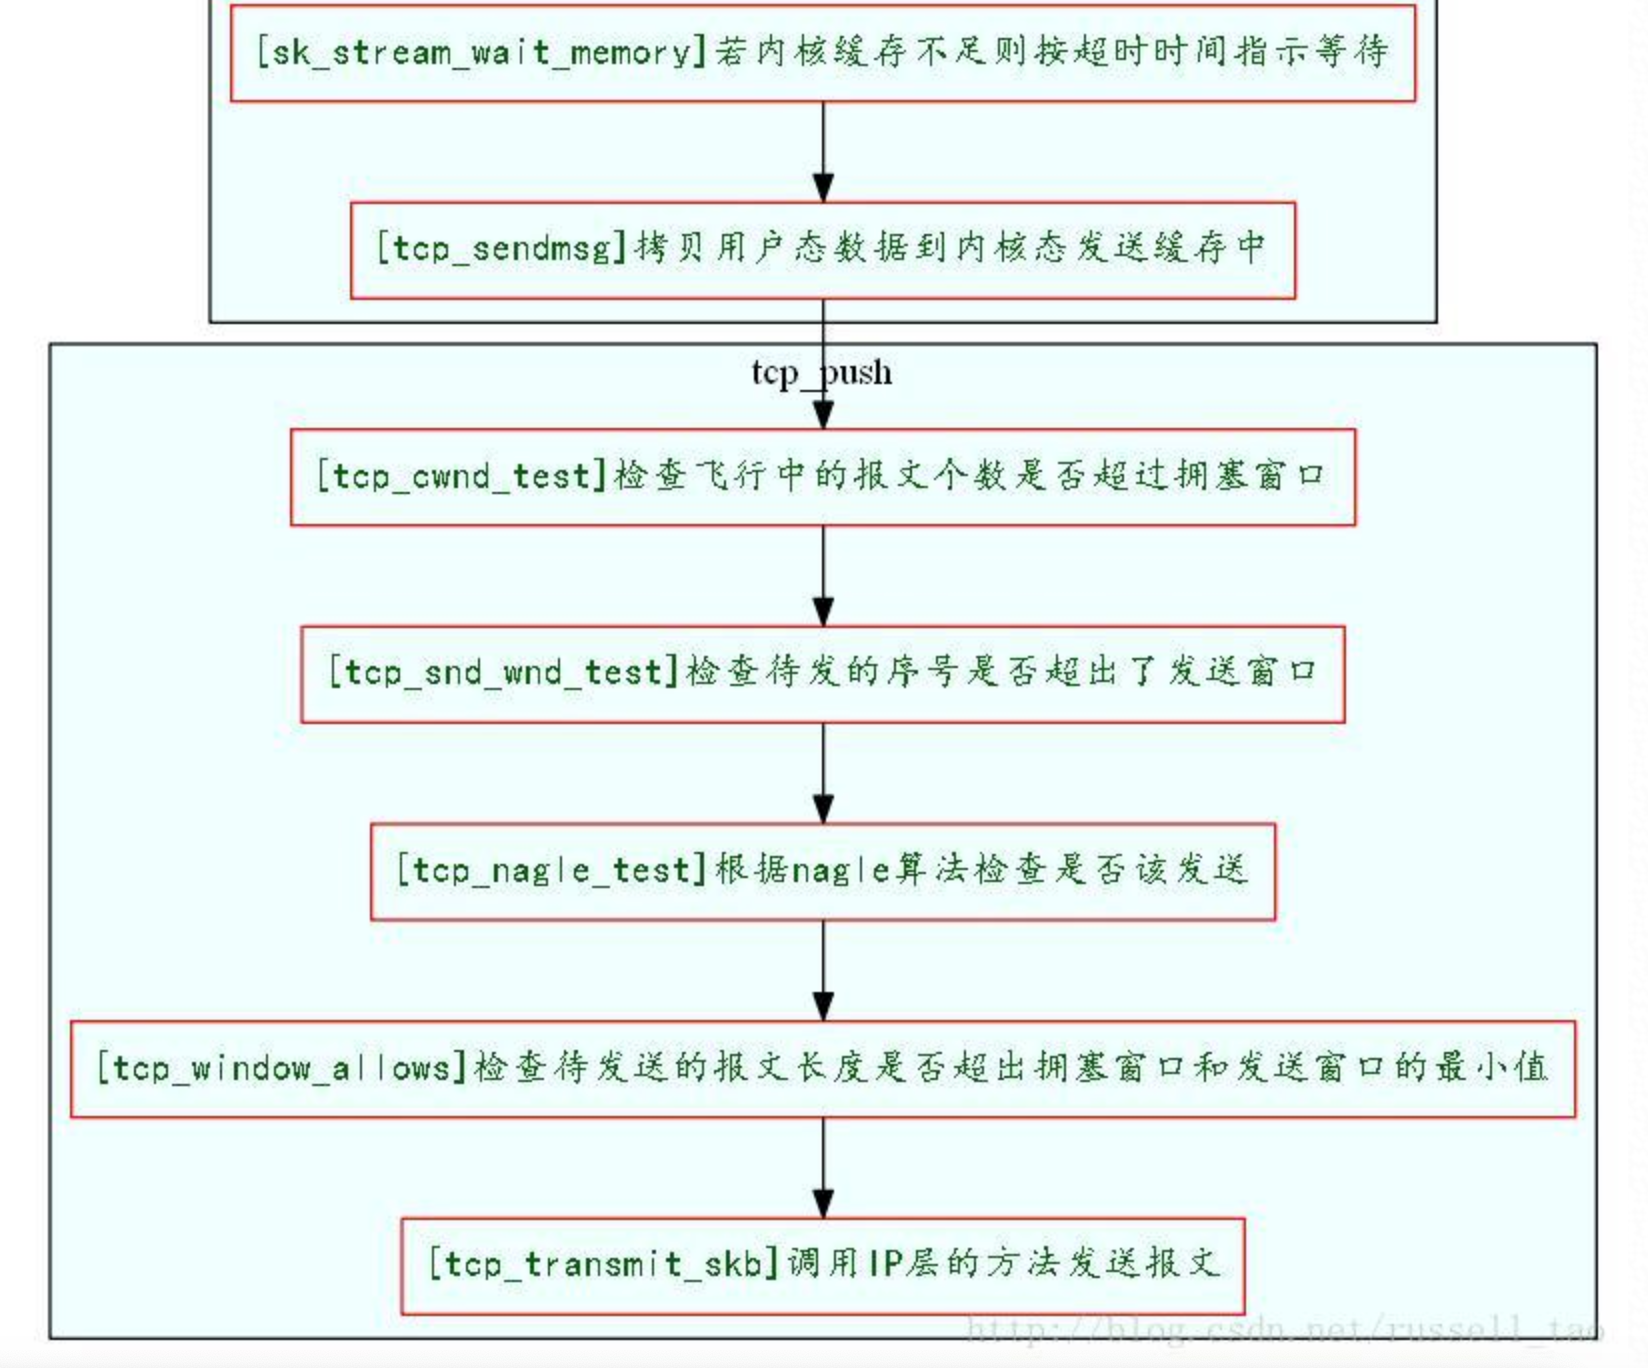 [sk_stream_wait_memory]若内核缓存不足则按超时时间指示等待
[tcp_sendmsg]拷贝用户态数据到内核态发送缓存中
tcp_push
[tcp_cwnd_test]检查飞行中的报文个数是否超过拥塞窗口
[tcp_snd_wnd_test]检查待发的序号是否超出了发送窗口
[tcp_nagle_test]根据nagle算法检查是否该发送
[tcp_window_allows]检查待发送的报文长度是否超出拥塞窗口和发送窗口的最小值
[tcp_transmit_skb]调用IP层的方法发送报文
http://blog.csdn.net/russell_tao